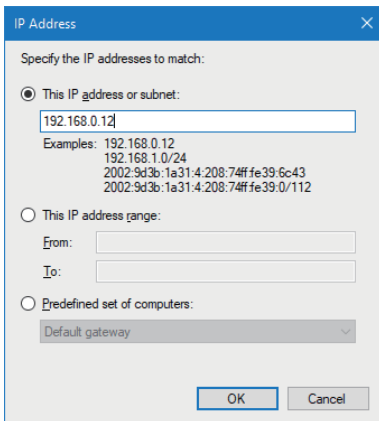 IP Address
Specify the IP addresses to match:
This IP address or subnet:
192.168.0.12
Examples: 192.168.0.12
192.168.1.0/24
2002:9d3b:1a31:4:208:74ff:fe39:6c43
2002:9d3b:1a31:4:208:74ff:fe39:0/112
This IP address range:
From:
To:
Predefined set of computers:
Default gateway
OK Cancel